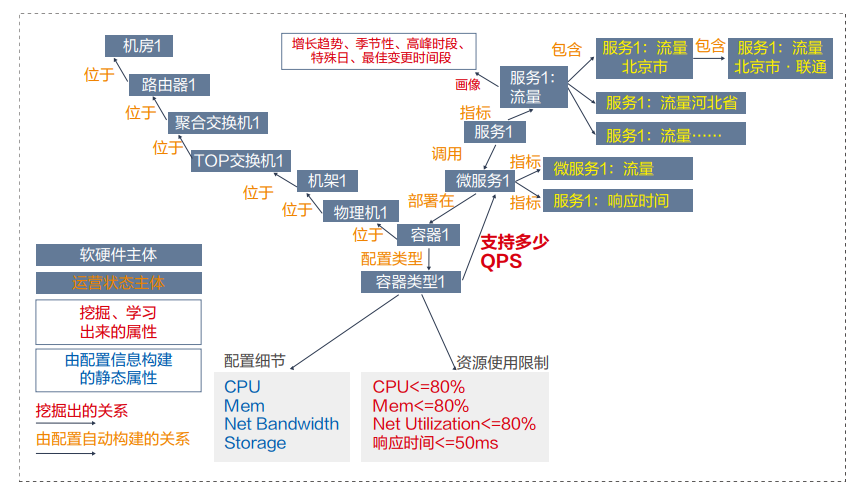 机房1
位于
路由器1
位于
聚合交换机1
位于
TOP交换机1
位于
机架1
位于
物理机1
位于
容器1
增长趋势、季节性、高峰时段、
特殊日、最佳变更时间段
画像
服务1：
流量
包含
服务1：流量
北京市
包含
服务1：流量
北京市·联通
服务1：流量河北省
服务1：流量……
指标
服务1
调用
微服务1
指标
微服务1：流量
指标
服务1：响应时间
部署在
配置类型
容器类型1
支持多少
QPS
软硬件主体
运营状态主体
挖掘、学习
出来的属性
由配置信息构建
的静态属性
挖掘出的关系
由配置自动构建的关系
配置细节
CPU
Mem
Net Bandwidth
Storage
资源使用限制
CPU<=80%
Mem<=80%
Net Utilization<=80%
响应时间<=50ms